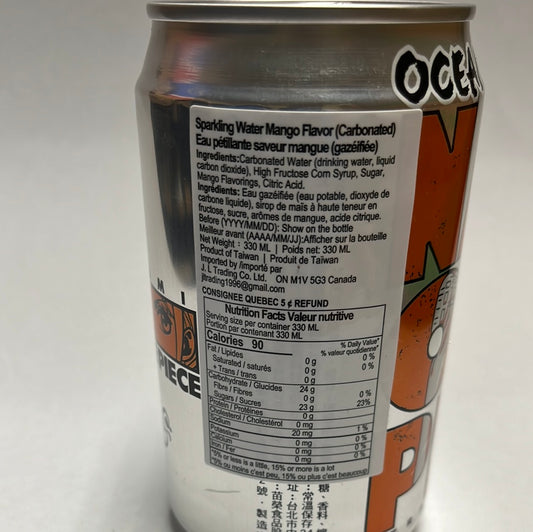 OCEA
Sparkling Water Mango Flavor (Carbonated)
Eau pétillante saveur mangue (gazéifiée)
Ingredients:Carbonated Water (drinking water, liquid
carbon dioxide), High Fructose Corn Syrup, Sugar,
Mango Flavorings, Citric Acid.
Ingrédients: Eau gazéifiée (eau potable, dioxyde de
carbone liquide), sirop de maïs à haute teneur en
fructose, sucre, arômes de mangue, acide citrique.
Before (YYYY/MM/DD): Show on the bottle
Meilleur avant (AAAA/MM/JJ):Afficher sur la bouteille
Net Weight : 330 ML | Poids net: 330 ML
Product of Taiwan | Produit de Taiwan
Imported by /importé par
J. L Trading Co. Ltd. ON M1V 5G3 Canada
jltrading1996@gmail.com
CONSIGNEE QUEBEC 5 ¢ REFUND
Nutrition Facts Valeur nutritive
Serving size per container 330 ML
Portion par contenant 330 ML
Calories 90
% Daily Value*
% valeur quotidienne*
Fat / Lipides 0 g 0 %
Saturated / saturés 0 g 0 %
+ Trans / trans 0 g
Carbohydrate / Glucides 24 g
Fibre / Fibres 0 g 0 %
Sugars / Sucres 23 g 23%
Protein / Protéines 0 g
Cholesterol / Cholestérol 0 mg
Sodium 20 mg 1 %
Potassium 0 mg 0 %
Calcium 0 mg 0 %
Iron / Fer 0 mg 0 %
*5% or less is a little, 15% or more is a lot
*5% ou moins c'est peu, 15% ou plus c'est beaucoup
M I
PIECE
P